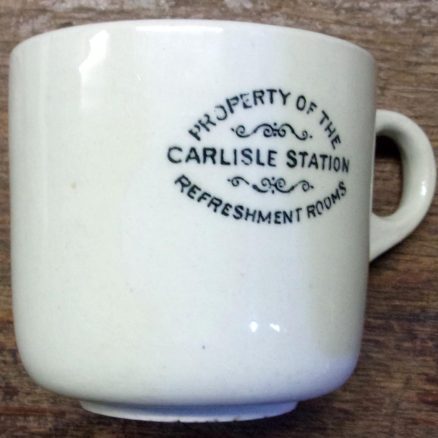 PROPERTY OF THE
CARLISLE STATION
REFRESHMENT ROOMS